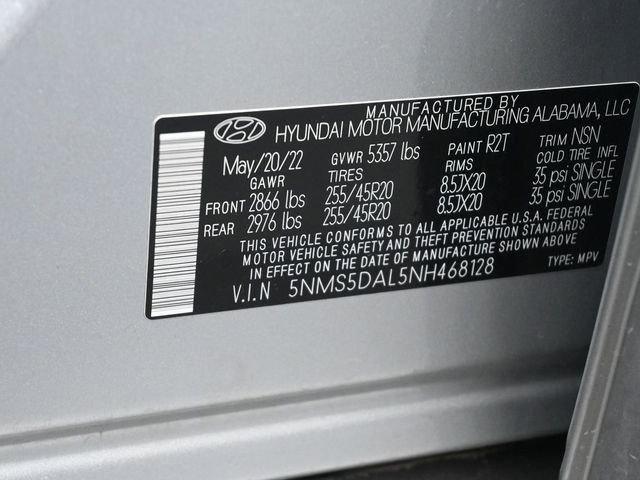 MANUFACTURED BY
HYUNDAI MOTOR MANUFACTURING ALABAMA, LLC
May/20/22 GVWR 5357 lbs PAINT R2T TRIM NSN
GAWR TIRES RIMS COLD TIRE INFL
FRONT 2866 lbs 255/45R20 8.5JX20 35 psi SINGLE
REAR 2976 lbs 255/45R20 8.5JX20 35 psi SINGLE
THIS VEHICLE CONFORMS TO ALL APPLICABLE U.S.A. FEDERAL
MOTOR VEHICLE SAFETY AND THEFT PREVENTION STANDARDS
IN EFFECT ON THE DATE OF MANUFACTURE SHOWN ABOVE
V.I.N 5NMS5DAL5NH468128 TYPE: MPV